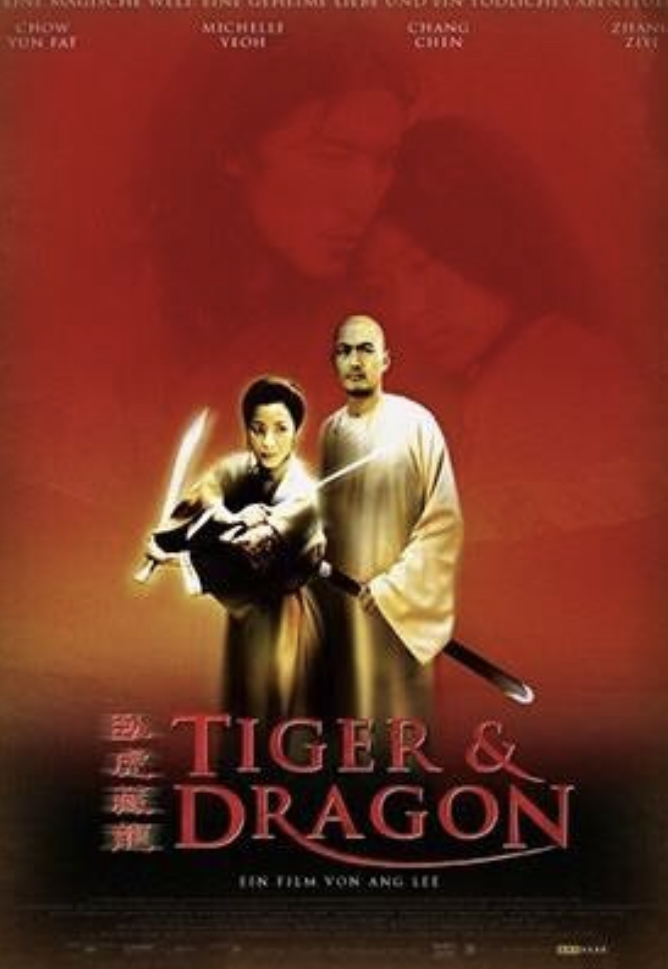 EINE MAGISCHE WELT EINE GEHEIME LIEBE UND EIN TÖDLICHES ABENTEUER
CHOW YUN FAT
MICHELLE YEOH
CHANG CHEN
ZHANG ZIYI
臥虎藏龍
TIGER &
DRAGON
EIN FILM VON ANG LEE